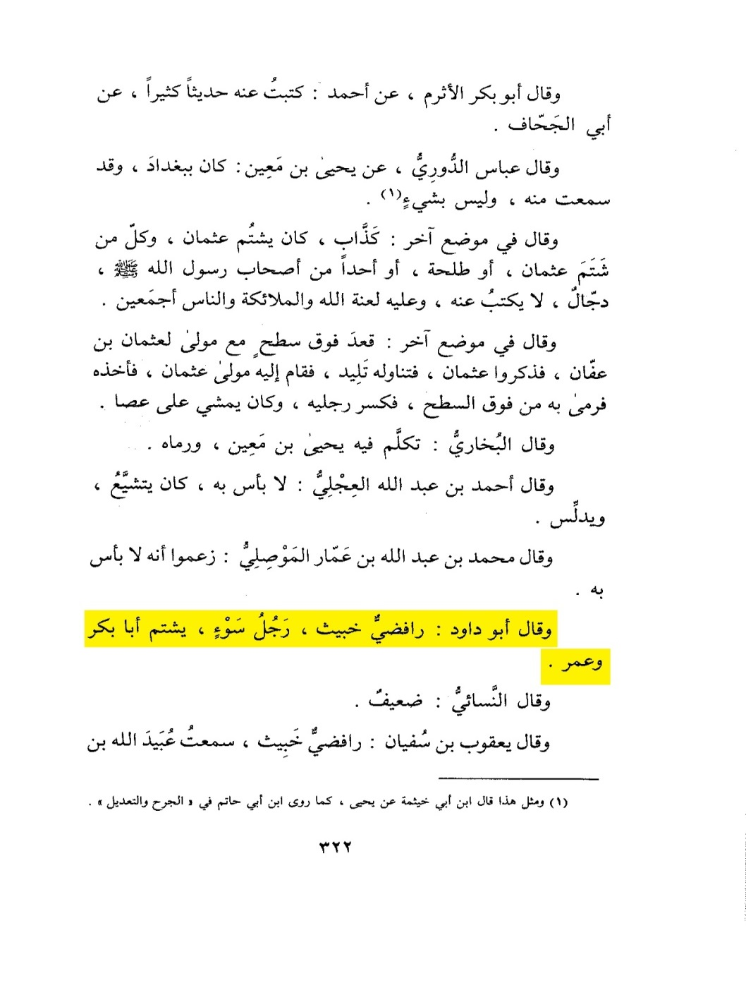 وقال أبو بكر الأثرم ، عن أحمد : كتبتُ عنه حديثاً كثيراً ، عن
أبي الجَحّاف .
وقال عباس الدُّورِيُّ ، عن يحيىٰ بن مَعِين : كان ببغدادَ ، وقد
سمعت منه ، وليس بشيءٍ(١) .
وقال في موضع آخر : كَذَّاب ، كان يشتُم عثمان ، وكلّ من
شَتَمَ عثمان ، أو طلحة ، أو أحداً من أصحاب رسول الله ﷺ ،
دجّالٌ ، لا يكتبُ عنه ، وعليه لعنة الله والملائكة والناس أجمَعين .
وقال في موضع آخر : قعدَ فوق سطحٍ مع مولىٰ لعثمان بن
عفّان ، فذكروا عثمان ، فتناوله تَلِيد ، فقام إليه مولىٰ عثمان ، فأخذه
فرمىٰ به من فوق السطح ، فكسر رجليه ، وكان يمشي على عصا .
وقال البُخاريُّ : تكلَّم فيه يحيىٰ بن مَعِين ، ورماه .
وقال أحمد بن عبد الله العِجْلِيُّ : لا بأس به ، كان يتشيَّعُ ،
ويدلِّس .
وقال محمد بن عبد الله بن عَمّار المَوْصِلِيُّ : زعموا أنه لا بأس
به .
وقال أبو داود : رافضيٌّ خبيث ، رَجُلُ سَوْءٍ ، يشتم أبا بكر
وعمر .
وقال النَّسائيُّ : ضعيفٌ .
وقال يعقوب بن سُفيان : رافضيٌّ خَبِيث ، سمعتُ عُبَيدَ الله بن
(١) ومثل هذا قال ابن أبي خيثمة عن يحيى ، كما روى ابن أبي حاتم في « الجرح والتعديل » .
٣٢٢